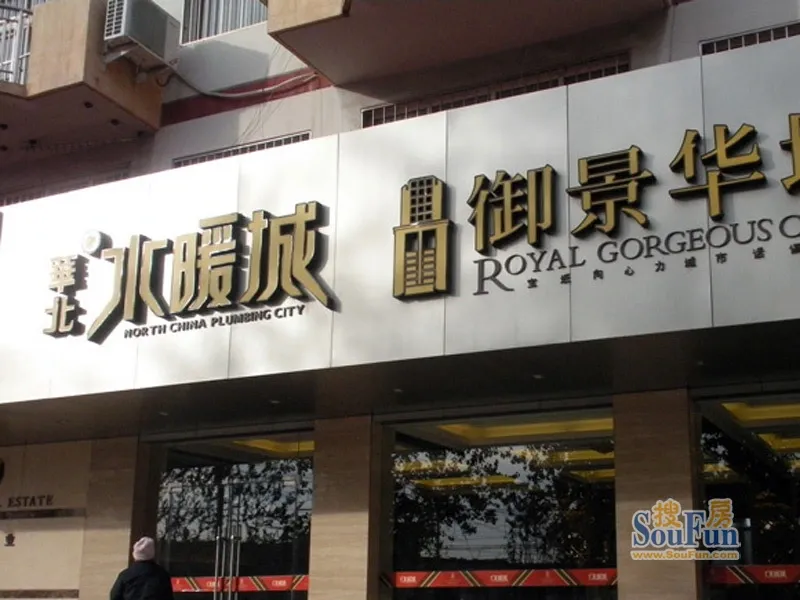 華北
水暖城
NORTH CHINA PLUMBING CITY
御景华
ROYAL GORGEOUS
ESTATE
搜房
SouFun
www.SouFun.com